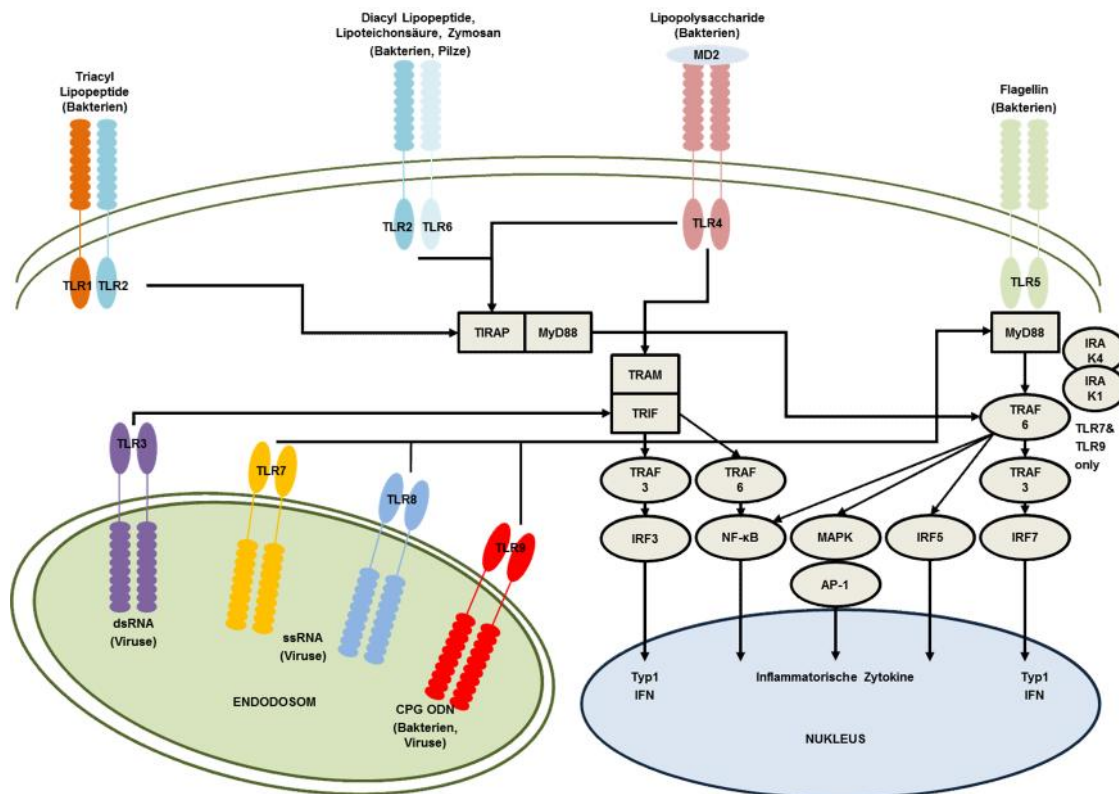 Diacyl Lipopeptide,
Lipoteichonsäure, Zymosan
(Bakterien, Pilze)
Lipopolysaccharide
(Bakterien)
MD2
Triacyl
Lipopeptide
(Bakterien)
Flagellin
(Bakterien)
TLR2
TLR6
TLR4
TLR1
TLR2
TLR5
TIRAP
MyD88
MyD88
IRA
K4
IRA
K1
TRAM
TRIF
TRAF
6
TLR7&
TLR9
only
TLR3
TLR7
TLR8
TLR9
TRAF
3
TRAF
6
TRAF
3
IRF3
NF-κB
MAPK
IRF5
IRF7
AP-1
dsRNA
(Viruse)
ssRNA
(Viruse)
CPG ODN
(Bakterien,
Viruse)
ENDODOSOM
Typ1
IFN
Inflammatorische Zytokine
Typ1
IFN
NUKLEUS